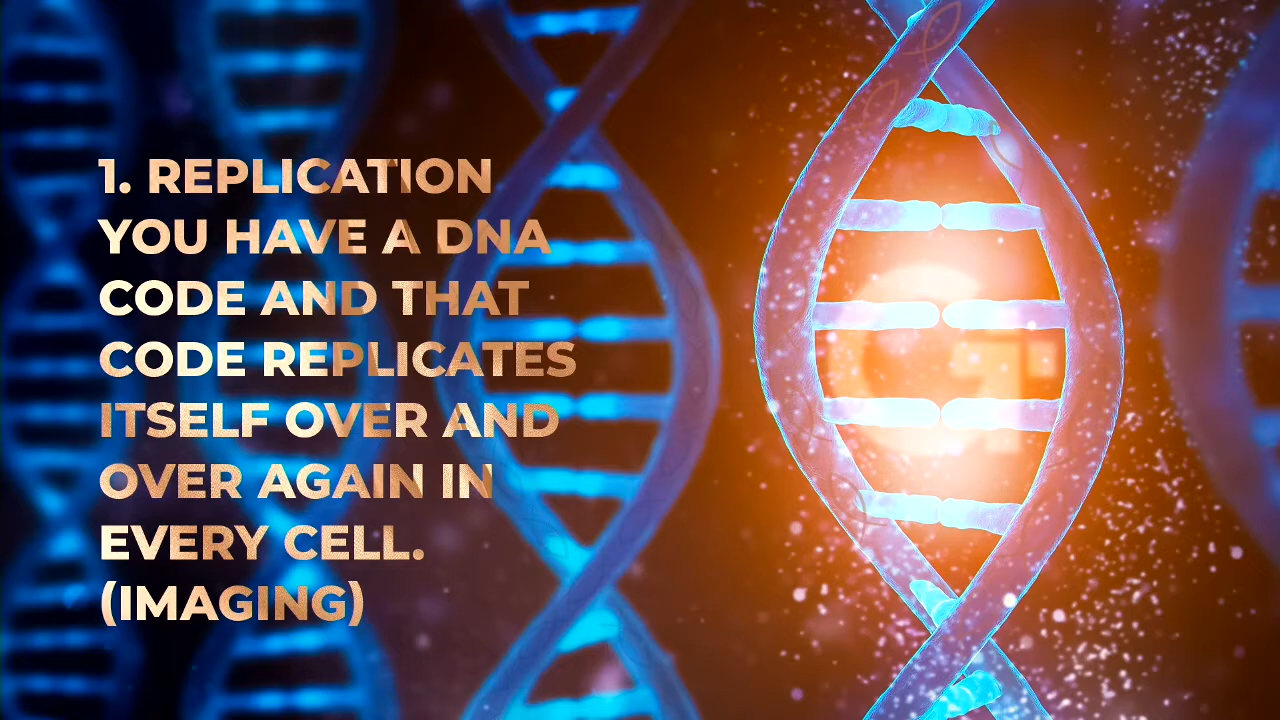 1. REPLICATION
YOU HAVE A DNA
CODE AND THAT
CODE REPLICATES
ITSELF OVER AND
OVER AGAIN IN
EVERY CELL.
(IMAGING)